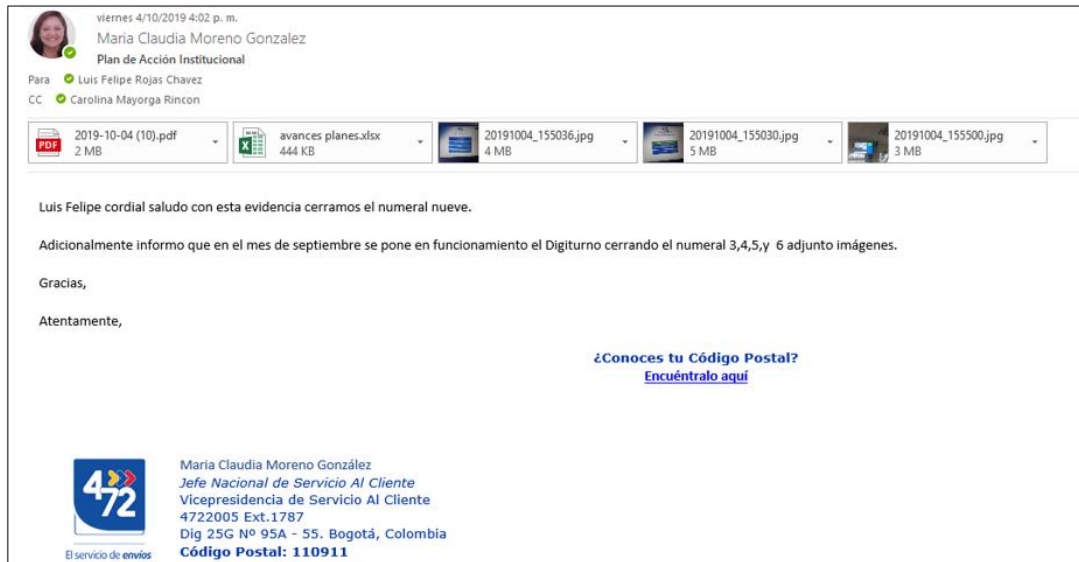 viernes 4/10/2019 4:02 p. m.
Maria Claudia Moreno Gonzalez
Plan de Acción Institucional
Para Luis Felipe Rojas Chavez
CC Carolina Mayorga Rincon
PDF 2019-10-04 (10).pdf 2 MB avances planes.xlsx 444 KB 20191004_155036.jpg 4 MB 20191004_155030.jpg 5 MB 20191004_155500.jpg 3 MB
Luis Felipe cordial saludo con esta evidencia cerramos el numeral nueve.
Adicionalmente informo que en el mes de septiembre se pone en funcionamiento el Digiturno cerrando el numeral 3,4,5,y 6 adjunto imágenes.
Gracias,
Atentamente,
¿Conoces tu Código Postal?
Encuéntralo aquí
472
El servicio de envíos
Maria Claudia Moreno González
Jefe Nacional de Servicio Al Cliente
Vicepresidencia de Servicio Al Cliente
4722005 Ext.1787
Dig 25G Nº 95A - 55. Bogotá, Colombia
Código Postal: 110911